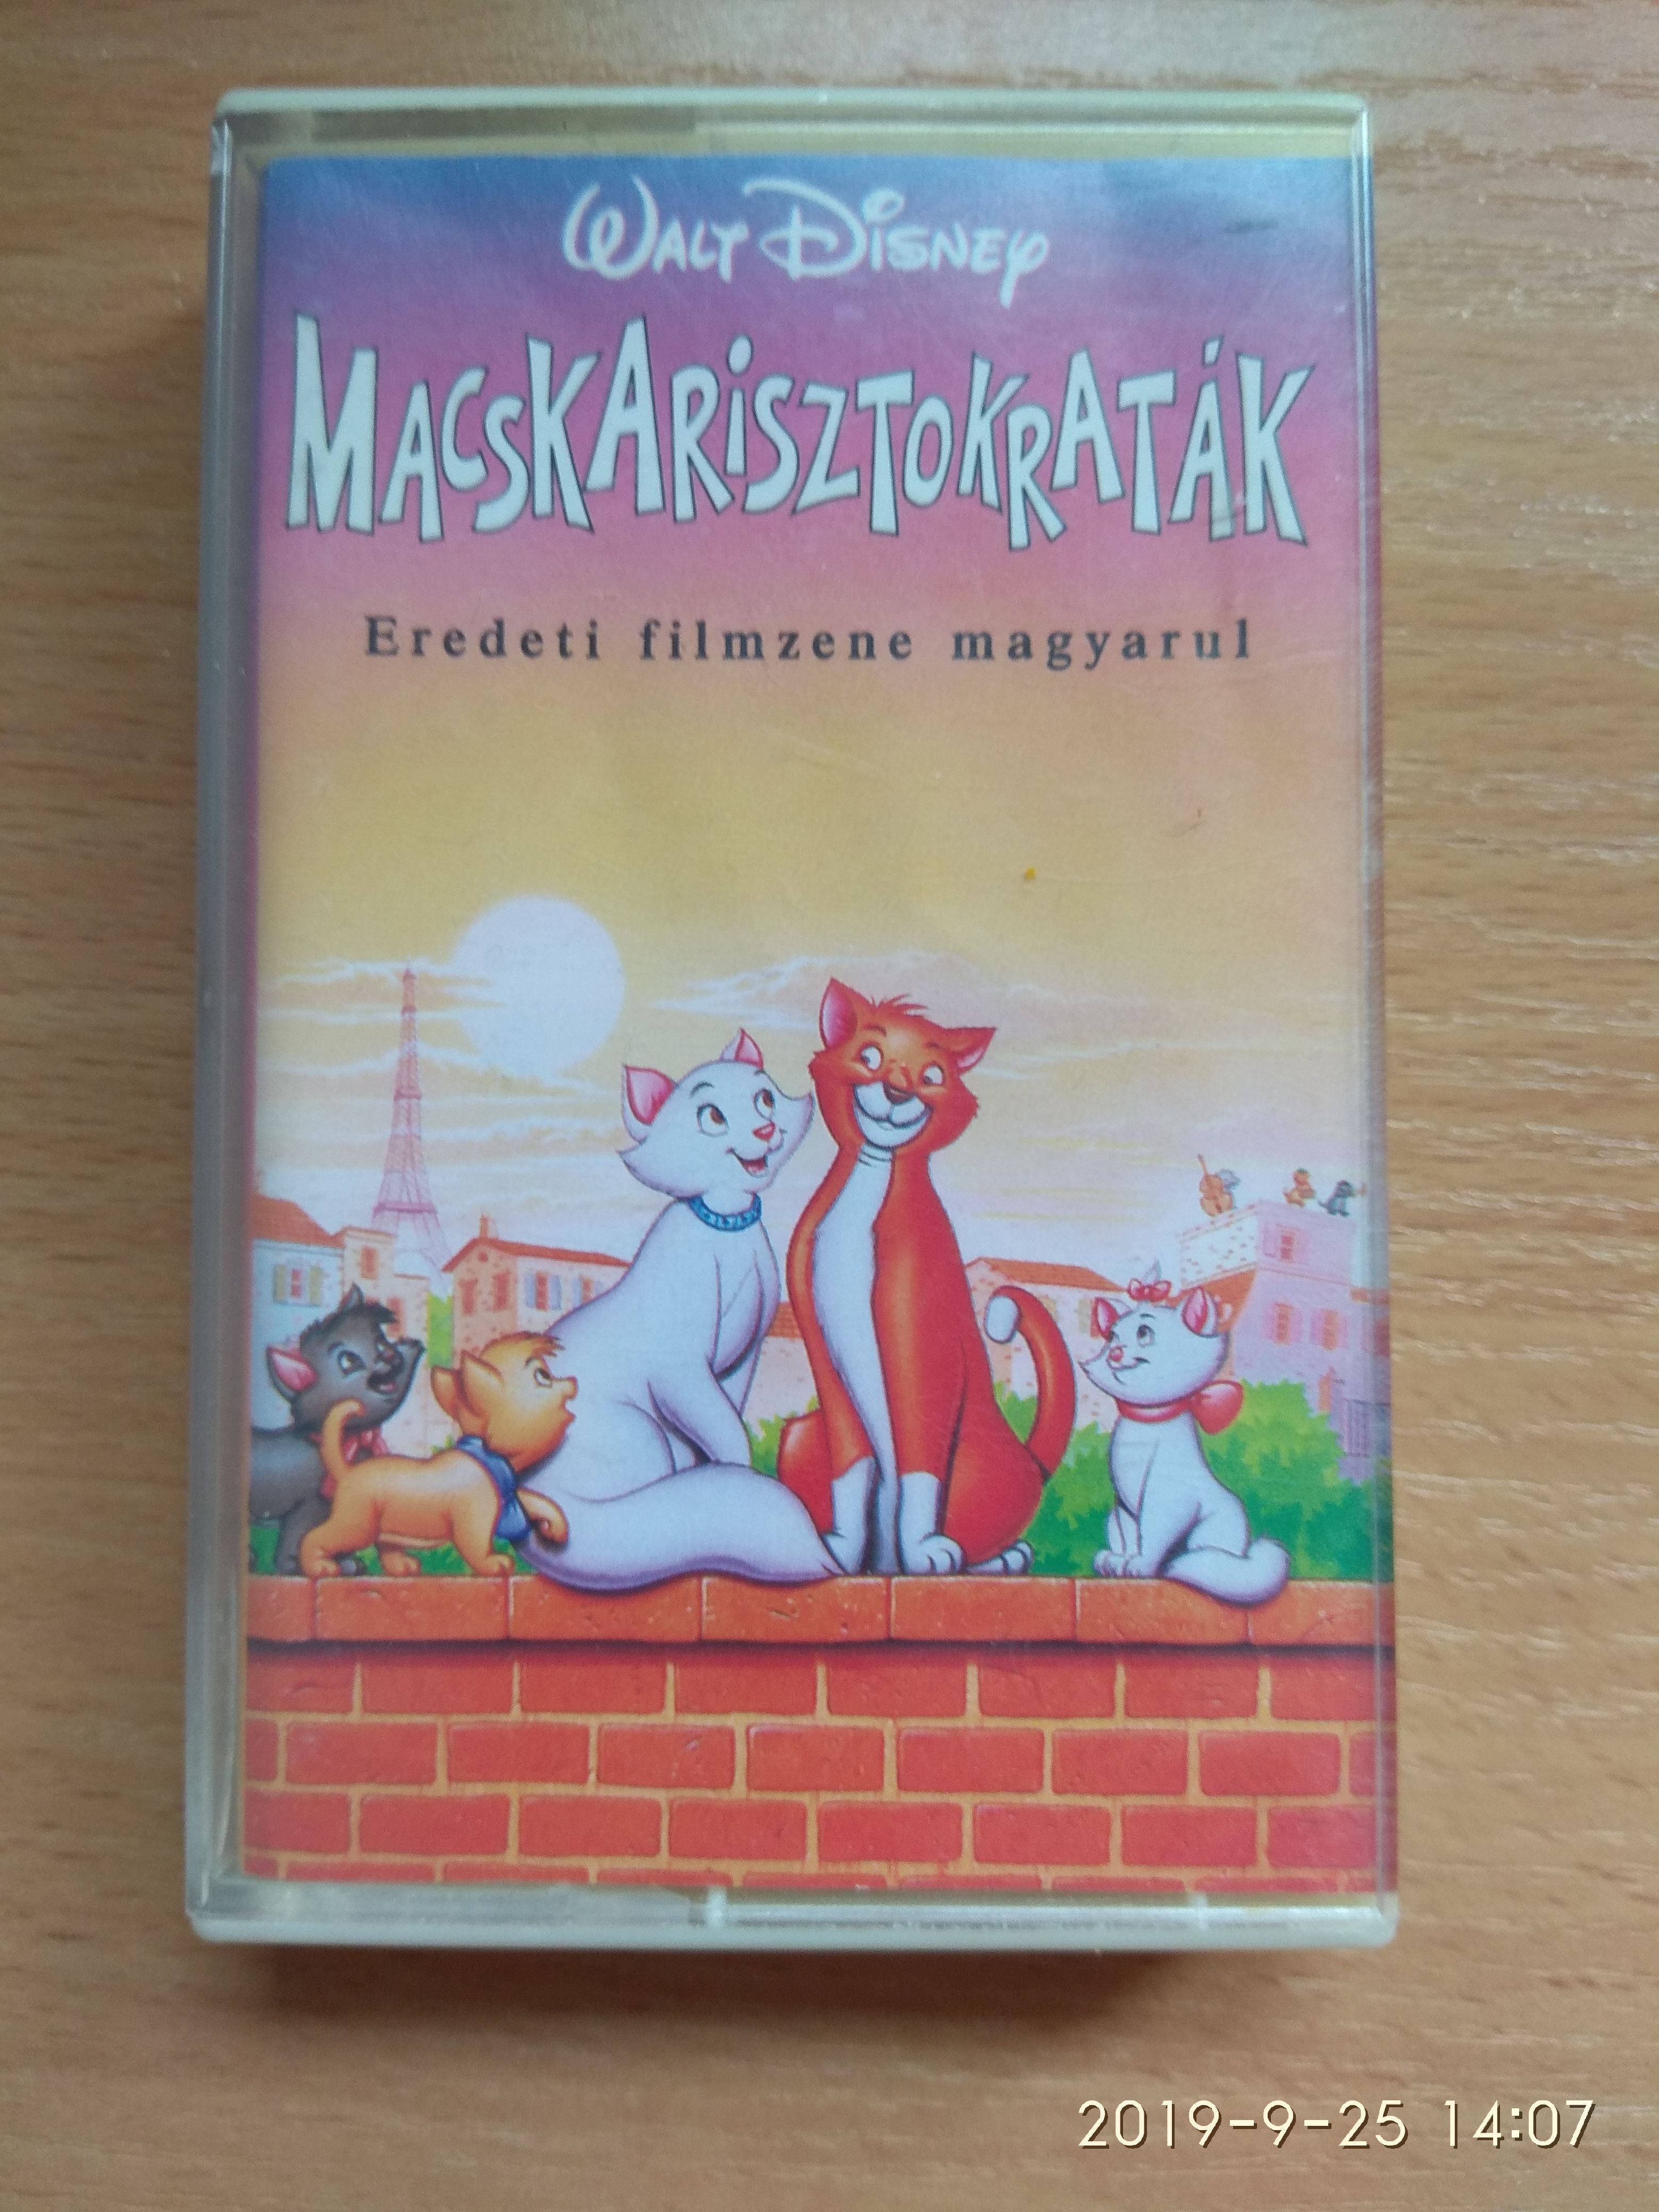 WALT DISNEY
MACSKARISZTOKRATÁK
Eredeti filmzene magyarul
2019-9-25 14:07